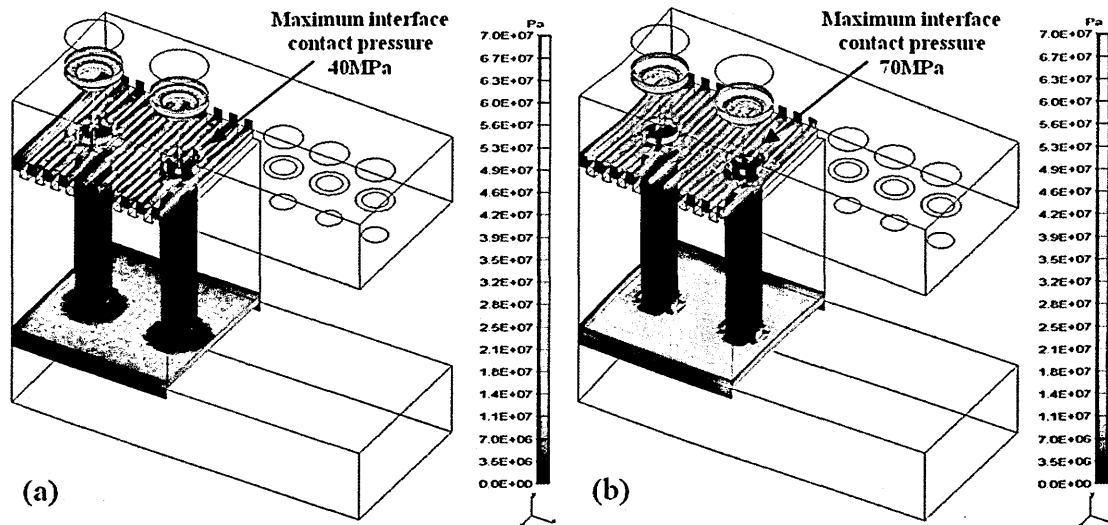 Maximum interface
contact pressure
40MPa
Pa
7.0E+07
6.7E+07
6.3E+07
6.0E+07
5.6E+07
5.3E+07
4.9E+07
4.6E+07
4.2E+07
3.9E+07
3.5E+07
3.2E+07
2.8E+07
2.5E+07
2.1E+07
1.8E+07
1.4E+07
1.1E+07
7.0E+06
3.5E+06
0.0E+00
(a)
Maximum interface
contact pressure
70MPa
Pa
7.0E+07
6.7E+07
6.3E+07
6.0E+07
5.6E+07
5.3E+07
4.9E+07
4.6E+07
4.2E+07
3.9E+07
3.5E+07
3.2E+07
2.8E+07
2.5E+07
2.1E+07
1.8E+07
1.4E+07
1.1E+07
7.0E+06
3.5E+06
0.0E+00
(b)